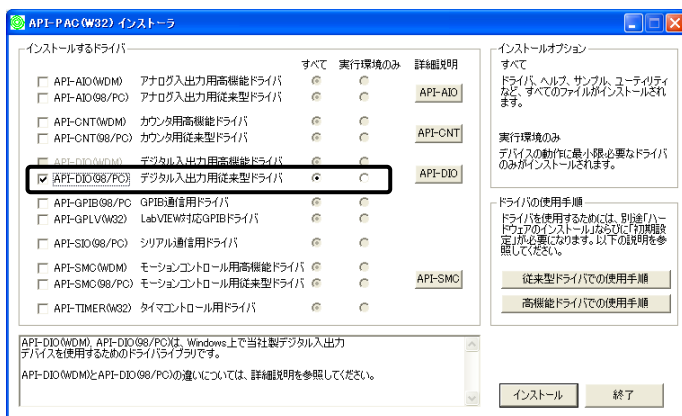 API-PAC(W32) インストーラ
インストールするドライバ
すべて 実行環境のみ 詳細説明
API-AIO(WDM) アナログ入出力用高機能ドライバ
API-AIO(98/PC) アナログ入出力用従来型ドライバ
API-AIO
API-CNT(WDM) カウンタ用高機能ドライバ
API-CNT(98/PC) カウンタ用従来型ドライバ
API-CNT
API-DIO(WDM) デジタル入出力用高機能ドライバ
API-DIO(98/PC) デジタル入出力用従来型ドライバ
API-DIO
API-GPIB(98/PC GPIB通信用ドライバ
API-GPLV(W32) LabVIEW対応GPIBドライバ
API-SIO(98/PC) シリアル通信用ドライバ
API-SMC(WDM) モーションコントロール用高機能ドライバ
API-SMC(98/PC) モーションコントロール用従来型ドライバ
API-SMC
API-TIMER(W32) タイマコントロール用ドライバ
インストールオプション
すべて
ドライバ、ヘルプ、サンプル、ユーティリティ
など、すべてのファイルがインストールされ
ます。
実行環境のみ
デバイスの動作に最小限必要なドライバ
のみがインストールされます。
ドライバの使用手順
ドライバを使用するためには、別途「ハー
ドウェアのインストール」ならびに「初期設
定」が必要になります。以下の説明を参
照してください。
従来型ドライバでの使用手順
高機能ドライバでの使用手順
API-DIO(WDM), API-DIO(98/PC)は、Windows上で当社製デジタル入出力
デバイスを使用するためのドライバライブラリです。
API-DIO(WDM)とAPI-DIO(98/PC)の違いについては、詳細説明を参照してください。
インストール 終了